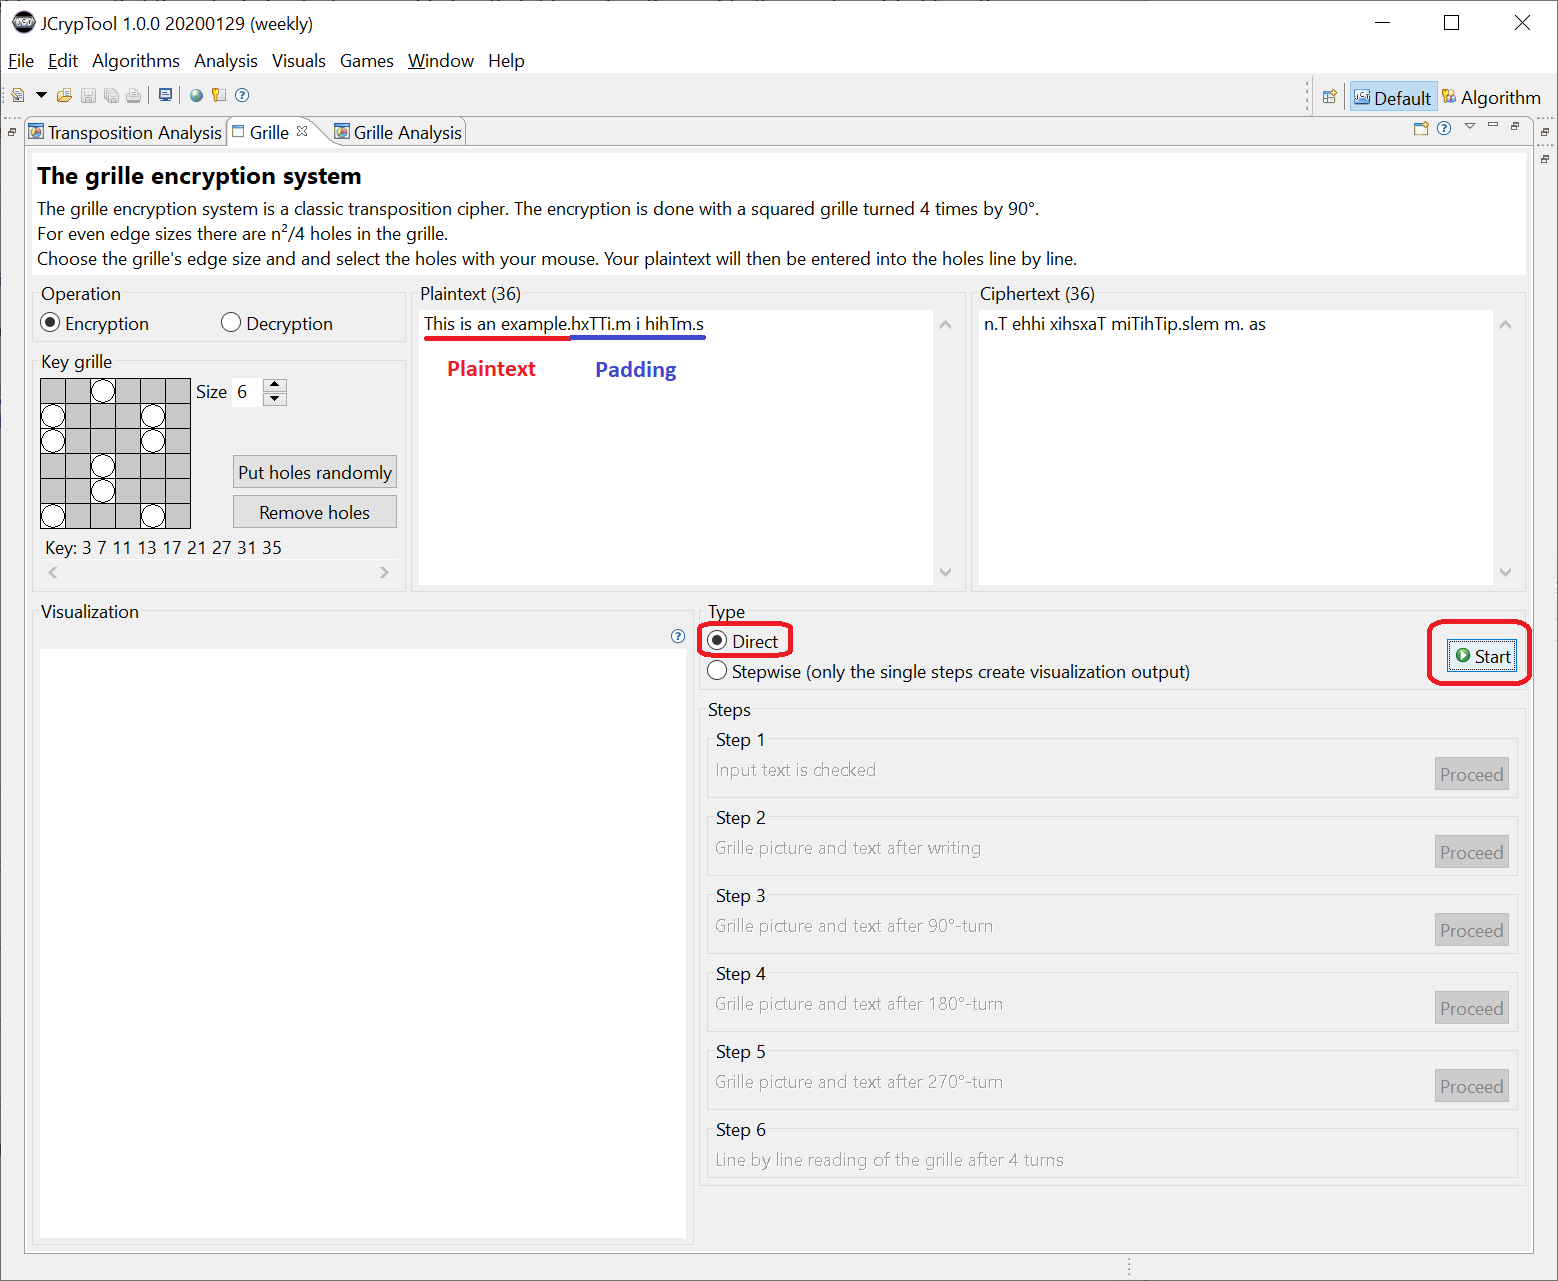 JCrypTool 1.0.0 20200129 (weekly)
File Edit Algorithms Analysis Visuals Games Window Help
Default Algorithm
Transposition Analysis Grille Grille Analysis
The grille encryption system
The grille encryption system is a classic transposition cipher. The encryption is done with a squared grille turned 4 times by 90°.
For even edge sizes there are n²/4 holes in the grille.
Choose the grille's edge size and and select the holes with your mouse. Your plaintext will then be entered into the holes line by line.
Operation
Encryption Decryption
Key grille
Size 6
Put holes randomly
Remove holes
Key: 3 7 11 13 17 21 27 31 35
Plaintext (36)
This is an example.hxTTi.m i hihTm.s
Plaintext Padding
Ciphertext (36)
n.T ehhi xihsxaT miTihTip.slem m. as
Visualization
Type
Direct
Stepwise (only the single steps create visualization output)
Start
Steps
Step 1
Input text is checked
Proceed
Step 2
Grille picture and text after writing
Proceed
Step 3
Grille picture and text after 90°-turn
Proceed
Step 4
Grille picture and text after 180°-turn
Proceed
Step 5
Grille picture and text after 270°-turn
Proceed
Step 6
Line by line reading of the grille after 4 turns